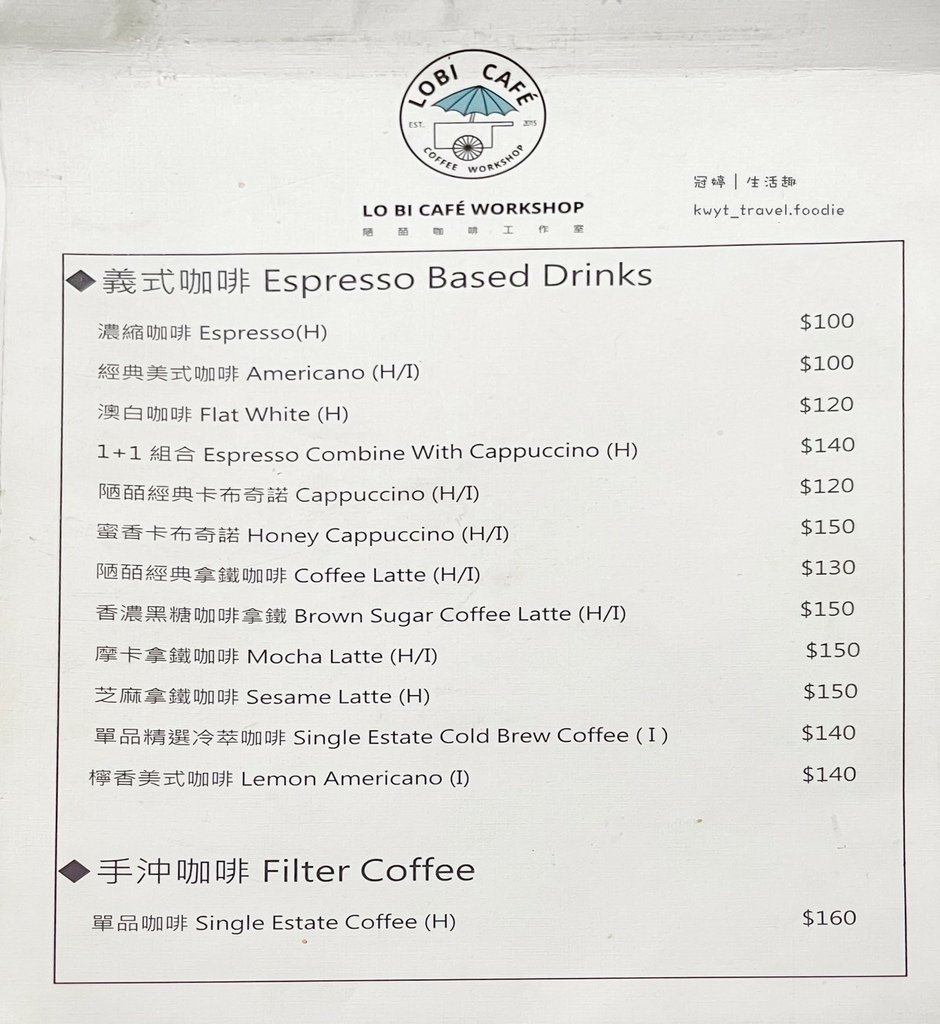 LOBI CAFÉ
EST. 2015
COFFEE WORKSHOP
LO BI CAFÉ WORKSHOP
陋皕咖啡工作室
冠婷｜生活趣
kwyt_travel.foodie
◆義式咖啡 Espresso Based Drinks
濃縮咖啡 Espresso(H) $100
經典美式咖啡 Americano (H/I) $100
澳白咖啡 Flat White (H) $120
1+1 組合 Espresso Combine With Cappuccino (H) $140
陋皕經典卡布奇諾 Cappuccino (H/I) $120
蜜香卡布奇諾 Honey Cappuccino (H/I) $150
陋皕經典拿鐵咖啡 Coffee Latte (H/I) $130
香濃黑糖咖啡拿鐵 Brown Sugar Coffee Latte (H/I) $150
摩卡拿鐵咖啡 Mocha Latte (H/I) $150
芝麻拿鐵咖啡 Sesame Latte (H) $150
單品精選冷萃咖啡 Single Estate Cold Brew Coffee ( I ) $140
檸香美式咖啡 Lemon Americano (I) $140
◆手沖咖啡 Filter Coffee
單品咖啡 Single Estate Coffee (H) $160